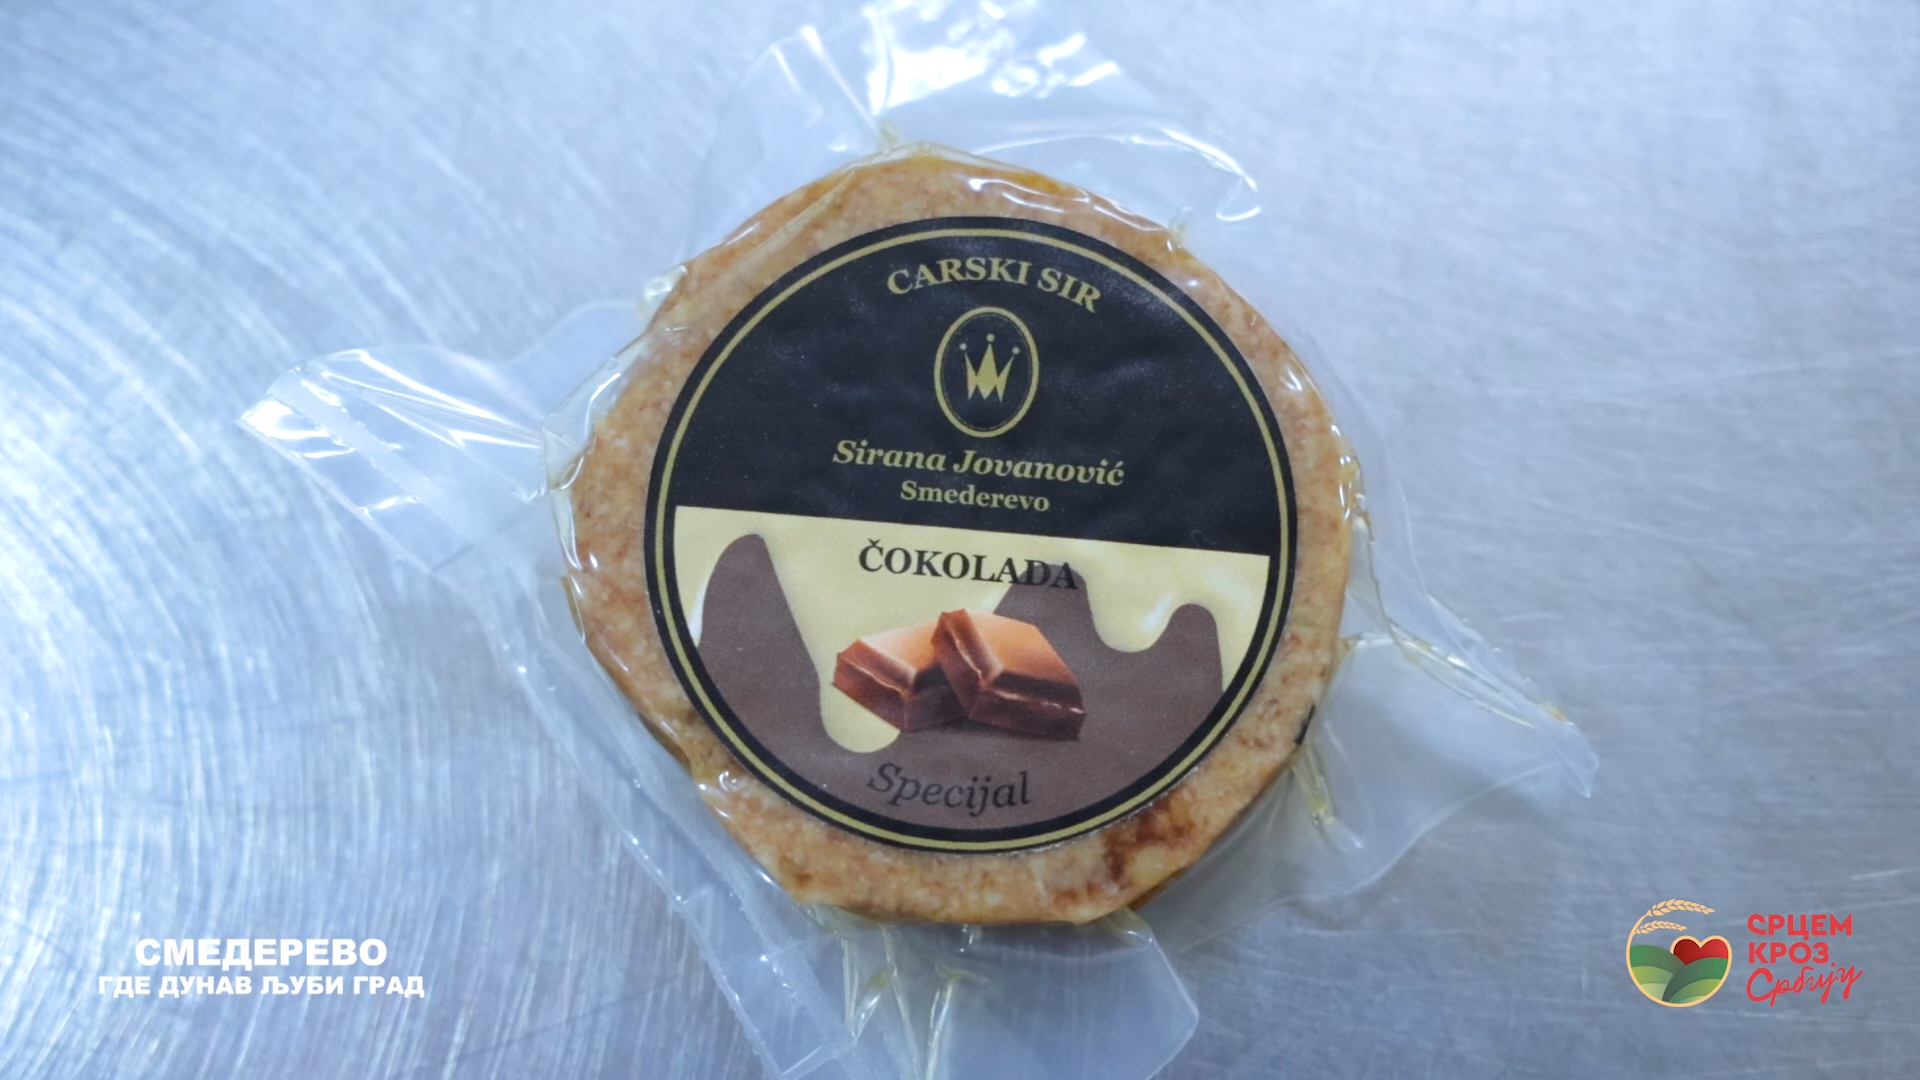 CARSKI SIR
Sirana Jovanović
Smederevo
ČOKOLADA
Specijal
СМЕДЕРЕВО
ГДЕ ДУНАВ ЉУБИ ГРАД
СРЦЕМ
КРОЗ
Србију